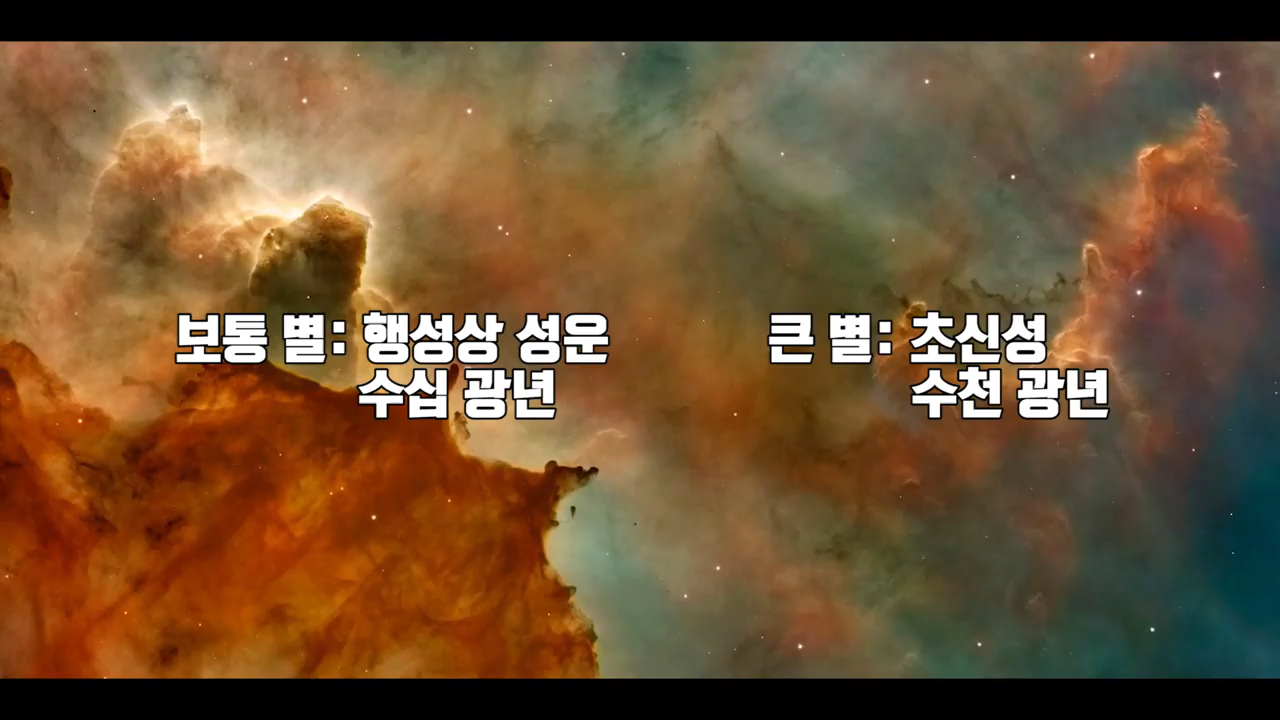 보통 별: 행성상 성운
수십 광년
큰 별: 초신성
수천 광년